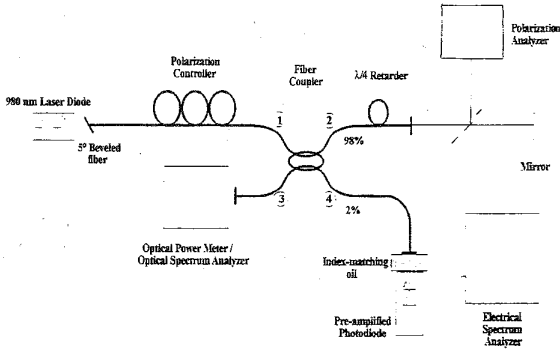 Polarization
Analyzer
Polarization
Controller
Fiber
Coupler
λ/4 Retarder
980 nm Laser Diode
1
2
5° Beveled
fiber
98%
Mirror
3
4
2%
Optical Power Meter /
Optical Spectrum Analyzer
Index-matching
oil
Pre-amplified
Photodiode
Electrical
Spectrum
Analyzer